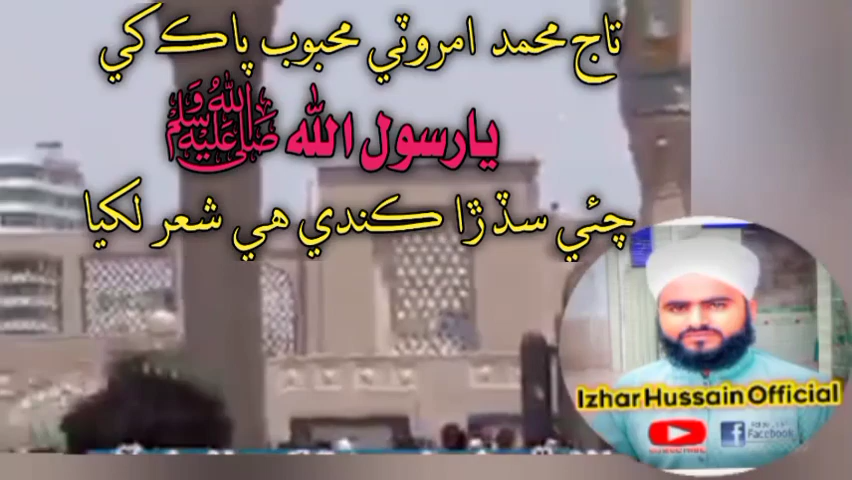 تاج محمد امروٽي محبوب پاڪ کي
يارسول الله ﷺ
چئي سڏڙا ڪندي هي شعر لکيا
Izhar Hussain Official
Facebook